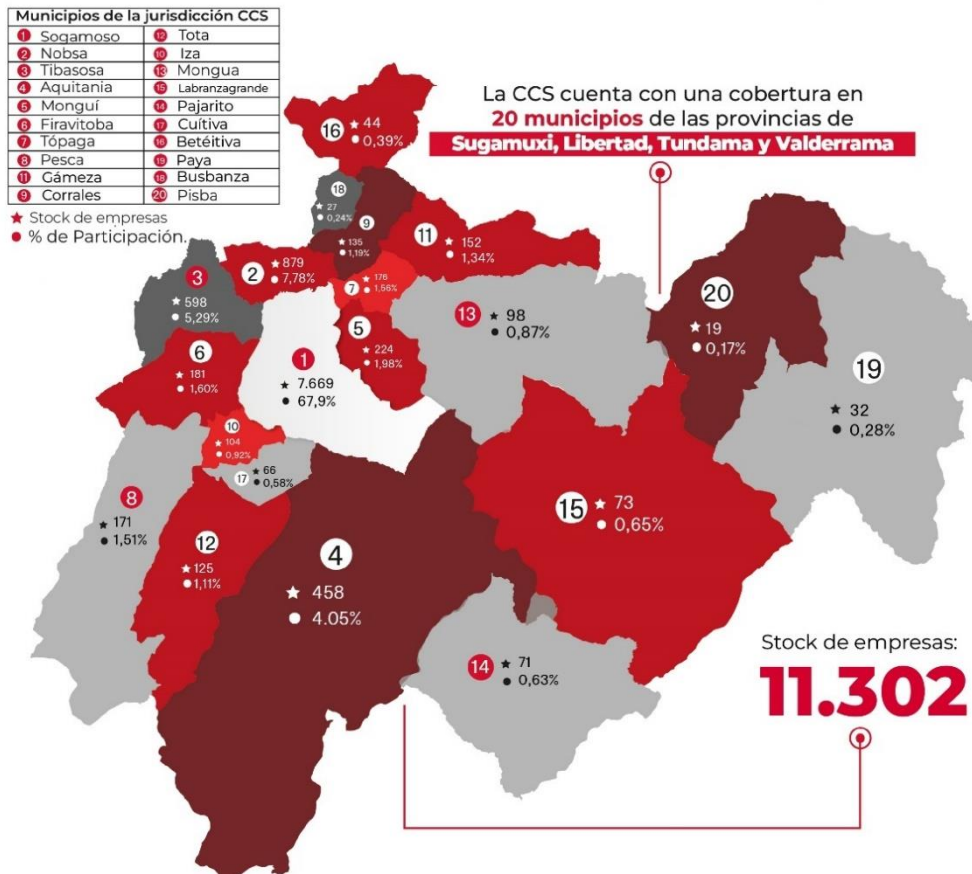 Municipios de la jurisdicción CCS
1 Sogamoso 12 Tota
2 Nobsa 10 Iza
3 Tibasosa 13 Mongua
4 Aquitania 15 Labranzagrande
5 Monguí 14 Pajarito
6 Firavitoba 17 Cuítiva
7 Tópaga 16 Betéitiva
8 Pesca 19 Paya
11 Gámeza 18 Busbanza
9 Corrales 20 Pisba
★ Stock de empresas
● % de Participación.
La CCS cuenta con una cobertura en
20 municipios de las provincias de
Sugamuxi, Libertad, Tundama y Valderrama
16 ★ 44
● 0,39%
18
★ 27
● 0,24%
9
★ 135
● 1,19%
11 ★ 152
● 1,34%
2 ★ 879
● 7,78%
7 ★ 176
● 1,56%
3
★ 598
● 5,29%
13 ★ 98
● 0,87%
20
★ 19
● 0,17%
5
★ 224
● 1,98%
6
★ 181
● 1,60%
1
★ 7.669
● 67,9%
19
★ 32
● 0,28%
10
★ 104
● 0,92%
17 ★ 66
● 0,58%
8
★ 171
● 1,51%
15 ★ 73
● 0,65%
12
★ 125
● 1,11%
4
★ 458
● 4.05%
14 ★ 71
● 0,63%
Stock de empresas:
11.302